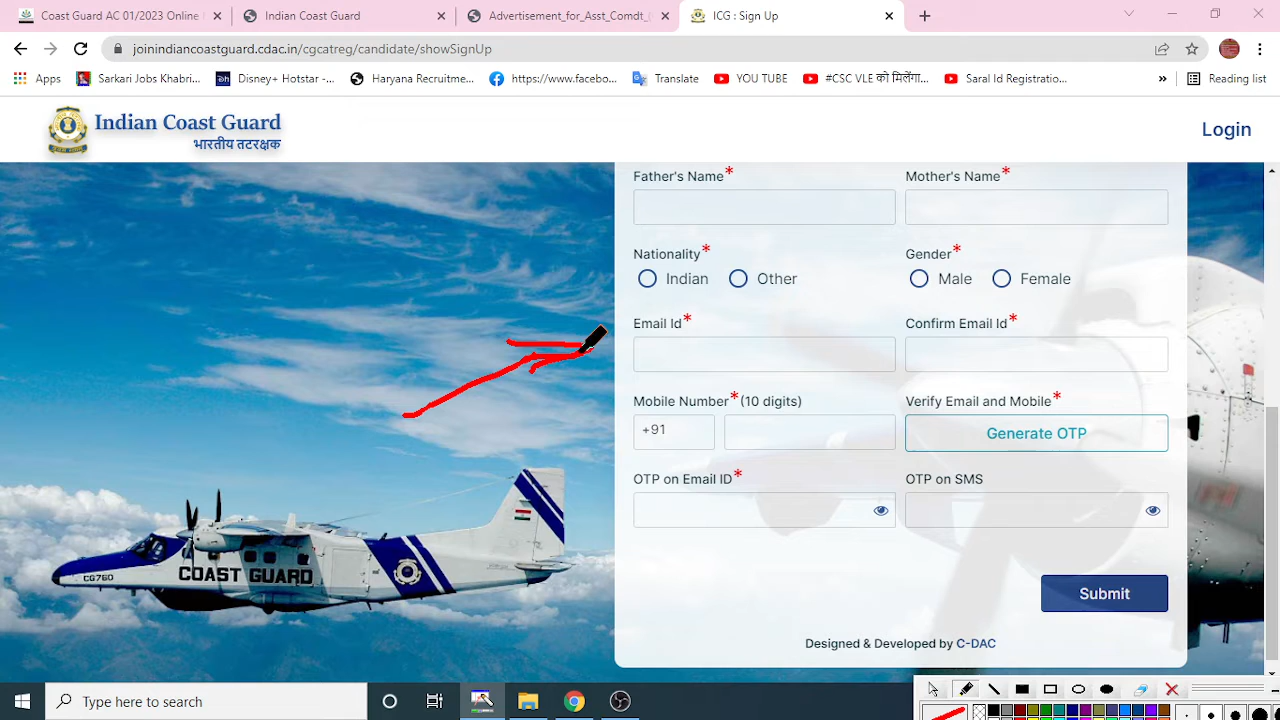 Coast Guard AC 01/2023 Online
Indian Coast Guard
Advertisement_for_Asst_Comdt_
ICG : Sign Up
joinindiancoastguard.cdac.in/cgcatreg/candidate/showSignUp
Apps
Sarkari Jobs Khabri...
Disney+ Hotstar -...
Haryana Recruitme...
https://www.facebo...
Translate
YOU TUBE
#CSC VLE को मिलेंगा...
Saral Id Registratio...
»
Reading list
Indian Coast Guard
भारतीय तटरक्षक
Login
Father's Name*
Mother's Name*
Nationality*
Gender*
Indian
Other
Male
Female
Email Id*
Confirm Email Id*
Mobile Number*(10 digits)
Verify Email and Mobile*
+91
Generate OTP
OTP on Email ID*
OTP on SMS
CG760
COAST GUARD
Submit
Designed & Developed by C-DAC
Type here to search